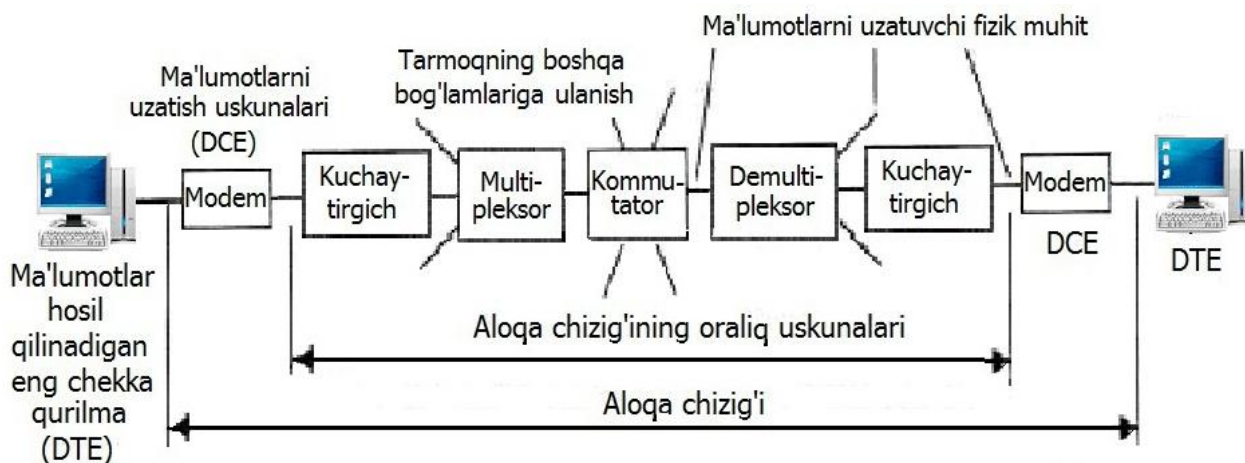 Ma'lumotlarni uzatuvchi fizik muhit
Tarmoqning boshqa
bog'lamlariga ulanish
Ma'lumotlarni
uzatish uskunalari
(DCE)
Modem
Kuchay-
tirgich
Multi-
pleksor
Kommu-
tator
Demulti-
pleksor
Kuchay-
tirgich
Modem
DCE
DTE
Ma'lumotlar
hosil
qilinadigan
eng chekka
qurilma
(DTE)
Aloqa chizig'ining oraliq uskunalari
Aloqa chizig'i